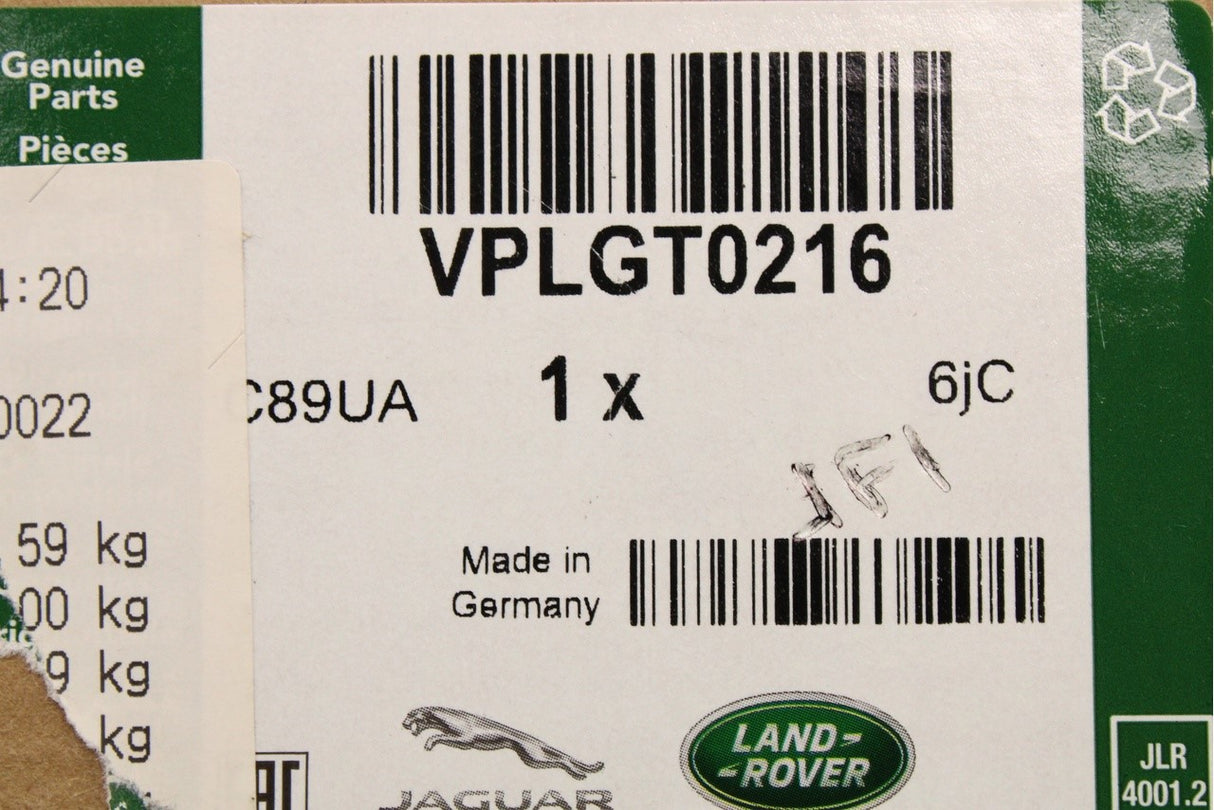 Genuine
Parts
Pièces
VPLGT0216
4:20
0022
C89UA
1 x
6jC
59 kg
00 kg
9 kg
kg
Made in
Germany
JAGUAR
LAND-
-ROVER
JLR
4001.2